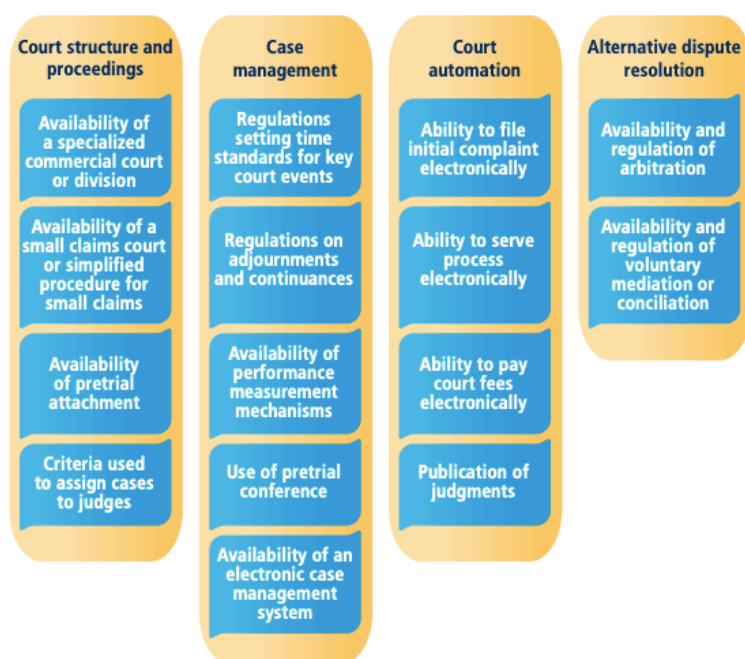 Court structure and
proceedings
Availability of
a specialized
commercial court
or division
Availability of a
small claims court
or simplified
procedure for
small claims
Availability
of pretrial
attachment
Criteria used
to assign cases
to judges
Case
management
Regulations
setting time
standards for key
court events
Regulations on
adjournments
and continuances
Availability of
performance
measurement
mechanisms
Use of pretrial
conference
Availability of an
electronic case
management
system
Court
automation
Ability to file
initial complaint
electronically
Ability to serve
process
electronically
Ability to pay
court fees
electronically
Publication of
judgments
Alternative dispute
resolution
Availability and
regulation of
arbitration
Availability and
regulation of
voluntary
mediation or
conciliation